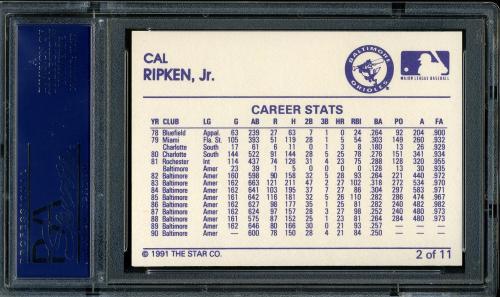 CAL
RIPKEN, Jr.
BALTIMORE
ORIOLES
MAJOR LEAGUE BASEBALL
CAREER STATS
YR CLUB LG G AB R H 2B 3B HR RBI BA PO A FA
78 Bluefield Appal. 63 239 27 63 7 1 0 24 .264 92 204 .900
79 Miami Fla. St. 105 393 51 119 28 1 5 54 .303 149 260 .932
Charlotte South 17 61 6 11 0 1 3 8 .180 13 26 .929
80 Charlotte South 144 522 91 144 28 5 25 78 .276 151 341 .934
81 Rochester Int 114 437 74 126 31 4 23 75 .288 128 320 .955
Baltimore Amer 23 39 1 5 0 0 0 0 .128 13 30 .935
82 Baltimore Amer 160 598 90 158 32 5 28 93 .264 221 440 .972
83 Baltimore Amer 162 663 121 211 47 2 27 102 .318 272 534 .970
84 Baltimore Amer 162 641 103 195 37 27 86 .304 297 583 .971
85 Baltimore Amer 161 642 116 181 32 5 26 110 .282 286 474 .967
86 Baltimore Amer 162 627 98 177 35 1 25 81 .282 240 482 .982
87 Baltimore Amer 162 624 97 157 28 3 27 98 .252 240 480 .973
88 Baltimore Amer 161 575 87 152 25 1 23 81 .264 284 480 .973
89 Baltimore Amer 162 646 80 166 30 0 21 93 .257
90 Baltimore Amer — 600 78 150 28 4 21 84 .250 — — —
© 1991 THE STAR CO. 2 of 11
PSA